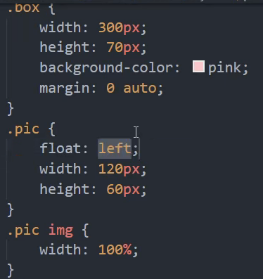 .box {
width: 300px;
height: 70px;
background-color: pink;
margin: 0 auto;
}
.pic {
float: left;
width: 120px;
height: 60px;
}
.pic img {
width: 100%;
}